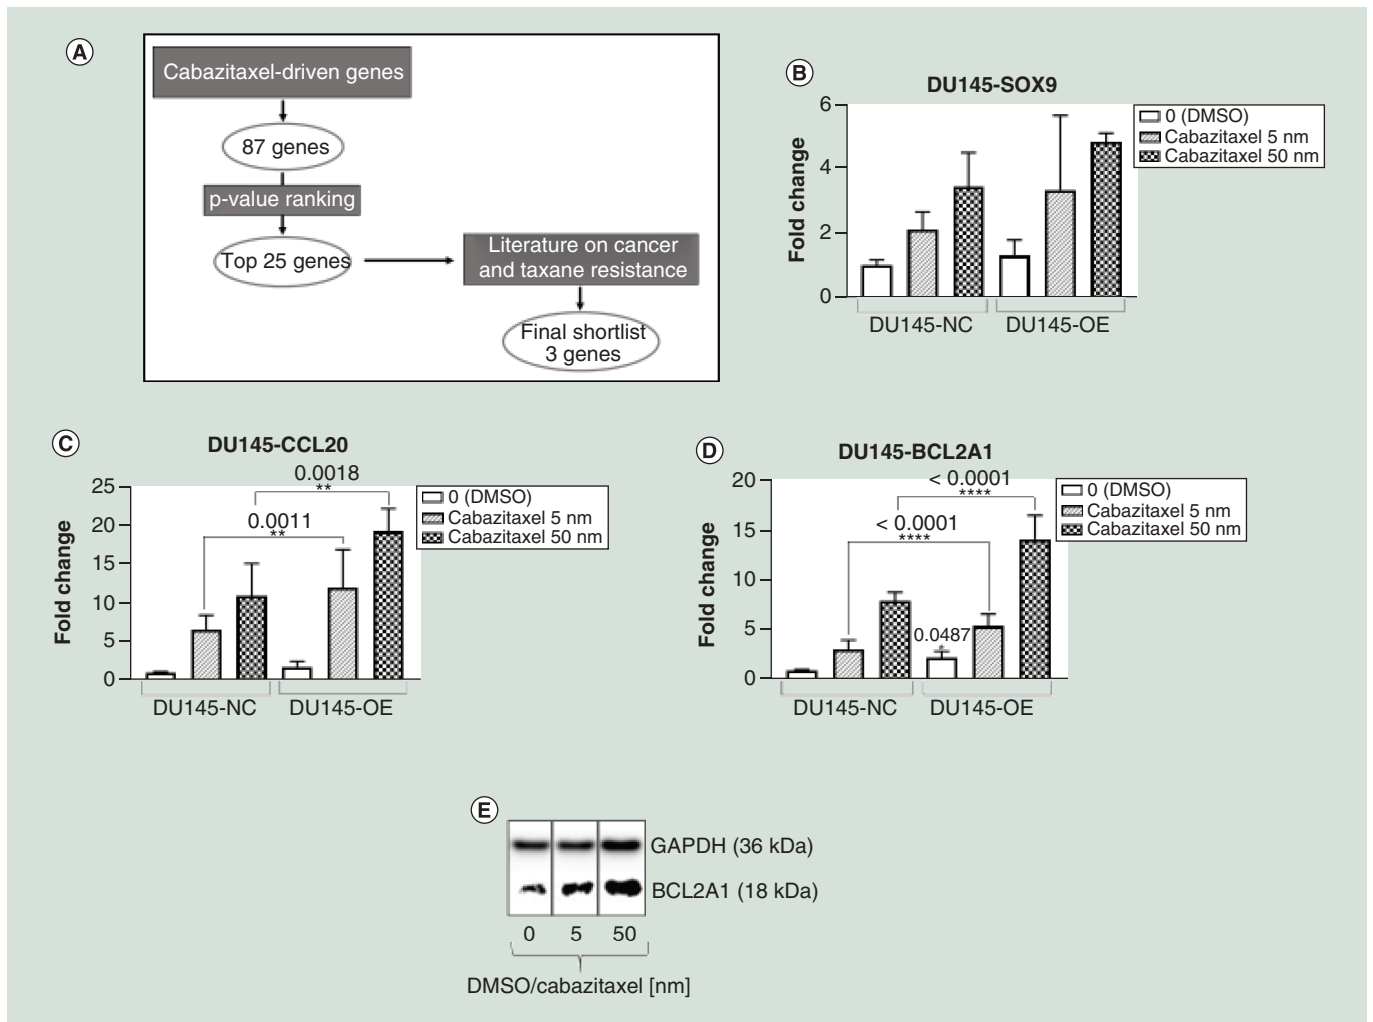 A
Cabazitaxel-driven genes
87 genes
p-value ranking
Top 25 genes
Literature on cancer
and taxane resistance
Final shortlist
3 genes
B
DU145-SOX9
Fold change
6
4
2
0
DU145-NC
DU145-OE
0 (DMSO)
Cabazitaxel 5 nm
Cabazitaxel 50 nm
C
DU145-CCL20
Fold change
25
20
15
10
5
0
0.0018
**
0.0011
**
DU145-NC
DU145-OE
0 (DMSO)
Cabazitaxel 5 nm
Cabazitaxel 50 nm
D
DU145-BCL2A1
Fold change
20
15
10
5
0
< 0.0001
****
< 0.0001
****
0.0487
*
DU145-NC
DU145-OE
0 (DMSO)
Cabazitaxel 5 nm
Cabazitaxel 50 nm
E
GAPDH (36 kDa)
BCL2A1 (18 kDa)
0 5 50
DMSO/cabazitaxel [nm]